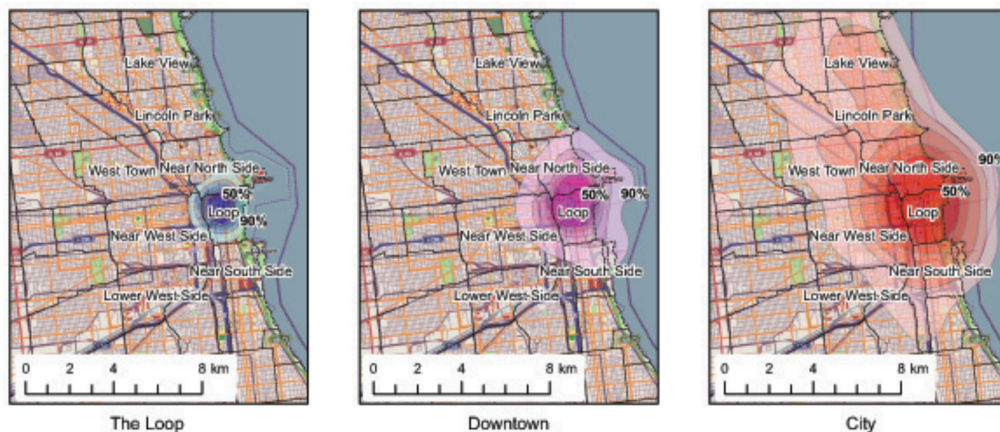 Lake View
Lincoln Park
West Town
Near North Side
50%
Loop
90%
Near West Side
Near South Side
Lower West Side
0 2 4 8 km
The Loop
Lake View
Lincoln Park
West Town
Near North Side
50%
90%
Loop
Near West Side
Near South Side
Lower West Side
0 2 4 8 km
Downtown
Lake View
Lincoln Park
90%
West Town
Near North Side
50%
Loop
Near West Side
Near South Side
Lower West Side
0 2 4 8 km
City